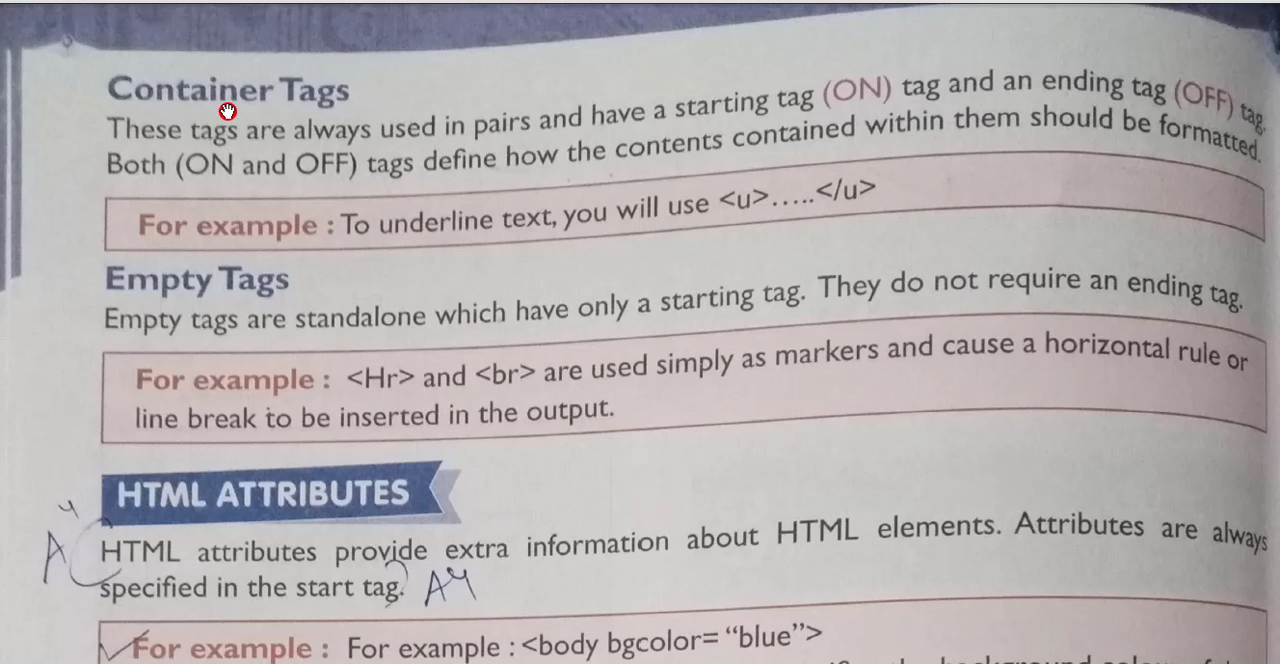 Container Tags
These tags are always used in pairs and have a starting tag (ON) tag and an ending tag (OFF) tag.
Both (ON and OFF) tags define how the contents contained within them should be formatted.
For example : To underline text, you will use <u>.....</u>
Empty Tags
Empty tags are standalone which have only a starting tag. They do not require an ending tag.
For example : <Hr> and <br> are used simply as markers and cause a horizontal rule or
line break to be inserted in the output.
HTML ATTRIBUTES
HTML attributes provide extra information about HTML elements. Attributes are always
specified in the start tag. A4
For example : For example : <body bgcolor= “blue”>